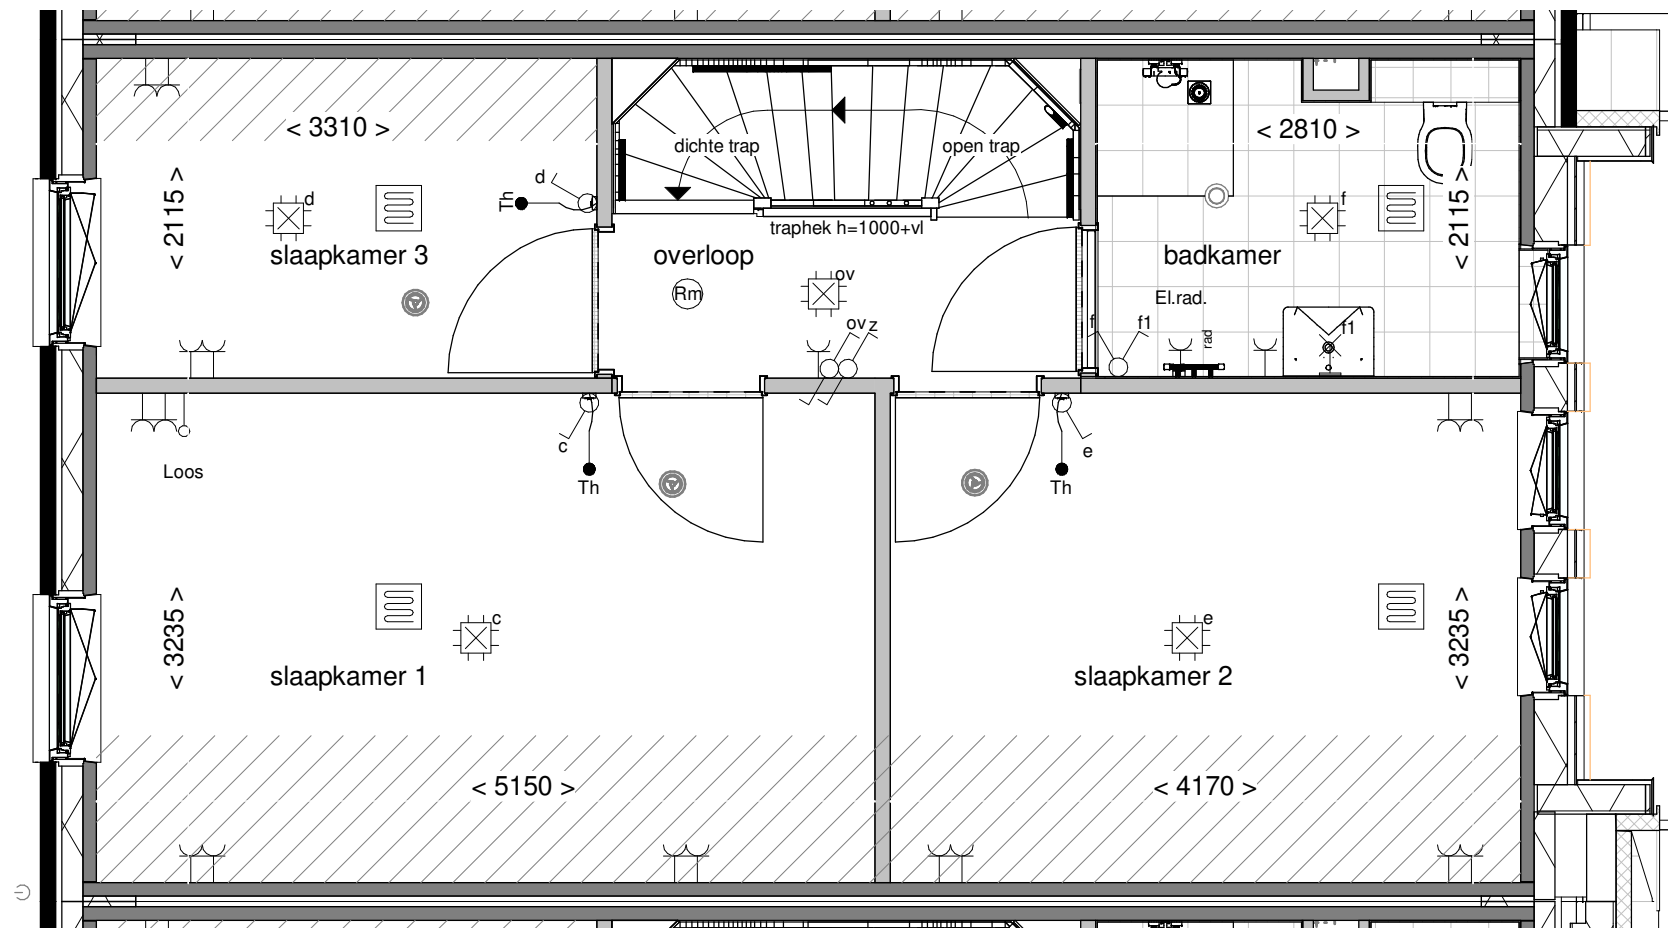 < 3310 >
dichte trap
open trap
< 2810 >
d
Th
< 2115 >
d
f
< 2115 >
traphek h=1000+vl
slaapkamer 3
overloop
badkamer
Rm
ov
El.rad.
ov z
f
f1
rad
f1
c
Th
e
Th
Loos
< 3235 >
c
e
< 3235 >
slaapkamer 1
slaapkamer 2
< 5150 >
< 4170 >